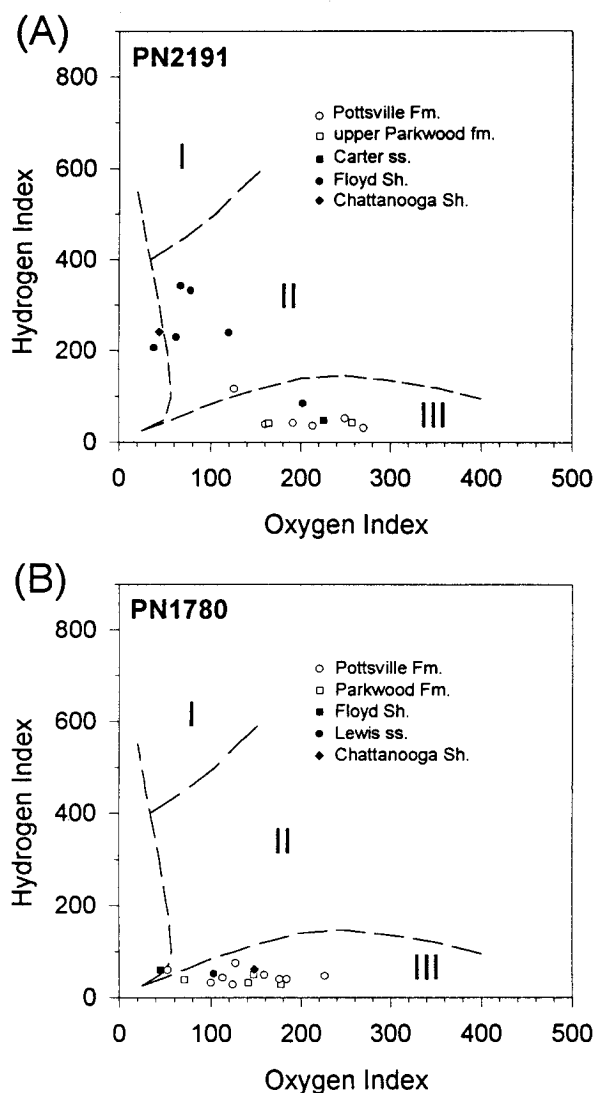 (A)
PN2191
800
600
400
200
0
Hydrogen Index
Pottsville Fm.
upper Parkwood fm.
Carter ss.
Floyd Sh.
Chattanooga Sh.
I
II
III
0 100 200 300 400 500
Oxygen Index
(B)
PN1780
800
600
400
200
0
Hydrogen Index
Pottsville Fm.
Parkwood Fm.
Floyd Sh.
Lewis ss.
Chattanooga Sh.
I
II
III
0 100 200 300 400 500
Oxygen Index